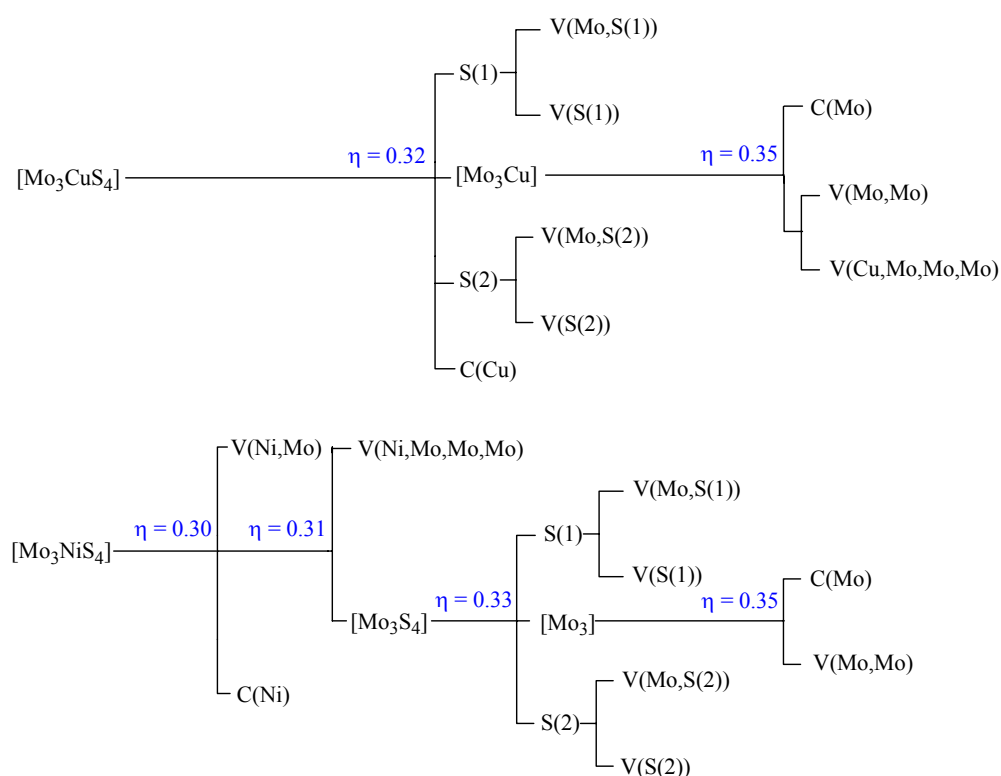 V(Mo,S(1))
S(1)
V(S(1))
C(Mo)
η = 0.32
η = 0.35
[Mo3CuS4]
[Mo3Cu]
V(Mo,Mo)
V(Mo,S(2))
V(Cu,Mo,Mo,Mo)
S(2)
V(S(2))
C(Cu)
V(Ni,Mo)
V(Ni,Mo,Mo,Mo)
V(Mo,S(1))
η = 0.30
η = 0.31
S(1)
[Mo3NiS4]
V(S(1))
C(Mo)
η = 0.33
η = 0.35
[Mo3S4]
[Mo3]
V(Mo,Mo)
C(Ni)
V(Mo,S(2))
S(2)
V(S(2))